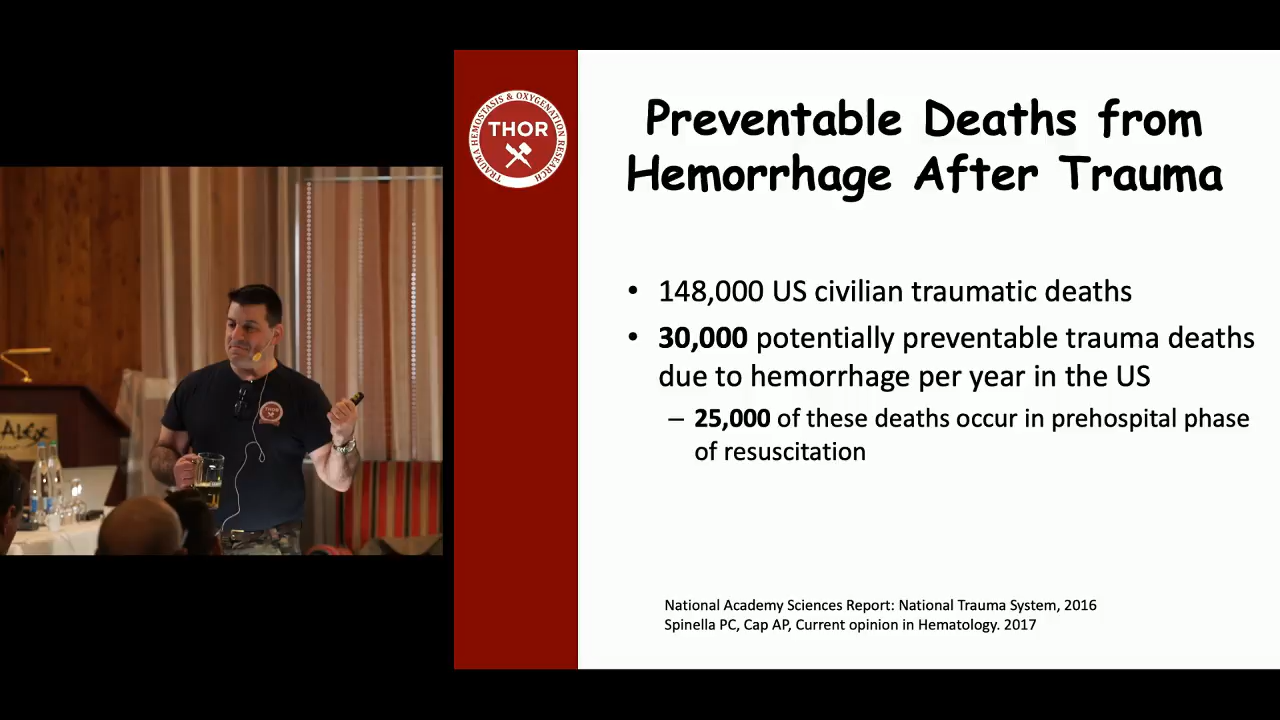 TRAUMA HEMOSTASIS & OXYGENATION RESEARCH
THOR
Preventable Deaths from
Hemorrhage After Trauma
• 148,000 US civilian traumatic deaths
• 30,000 potentially preventable trauma deaths
due to hemorrhage per year in the US
– 25,000 of these deaths occur in prehospital phase
of resuscitation
National Academy Sciences Report: National Trauma System, 2016
Spinella PC, Cap AP, Current opinion in Hematology. 2017
ALEX
THOR